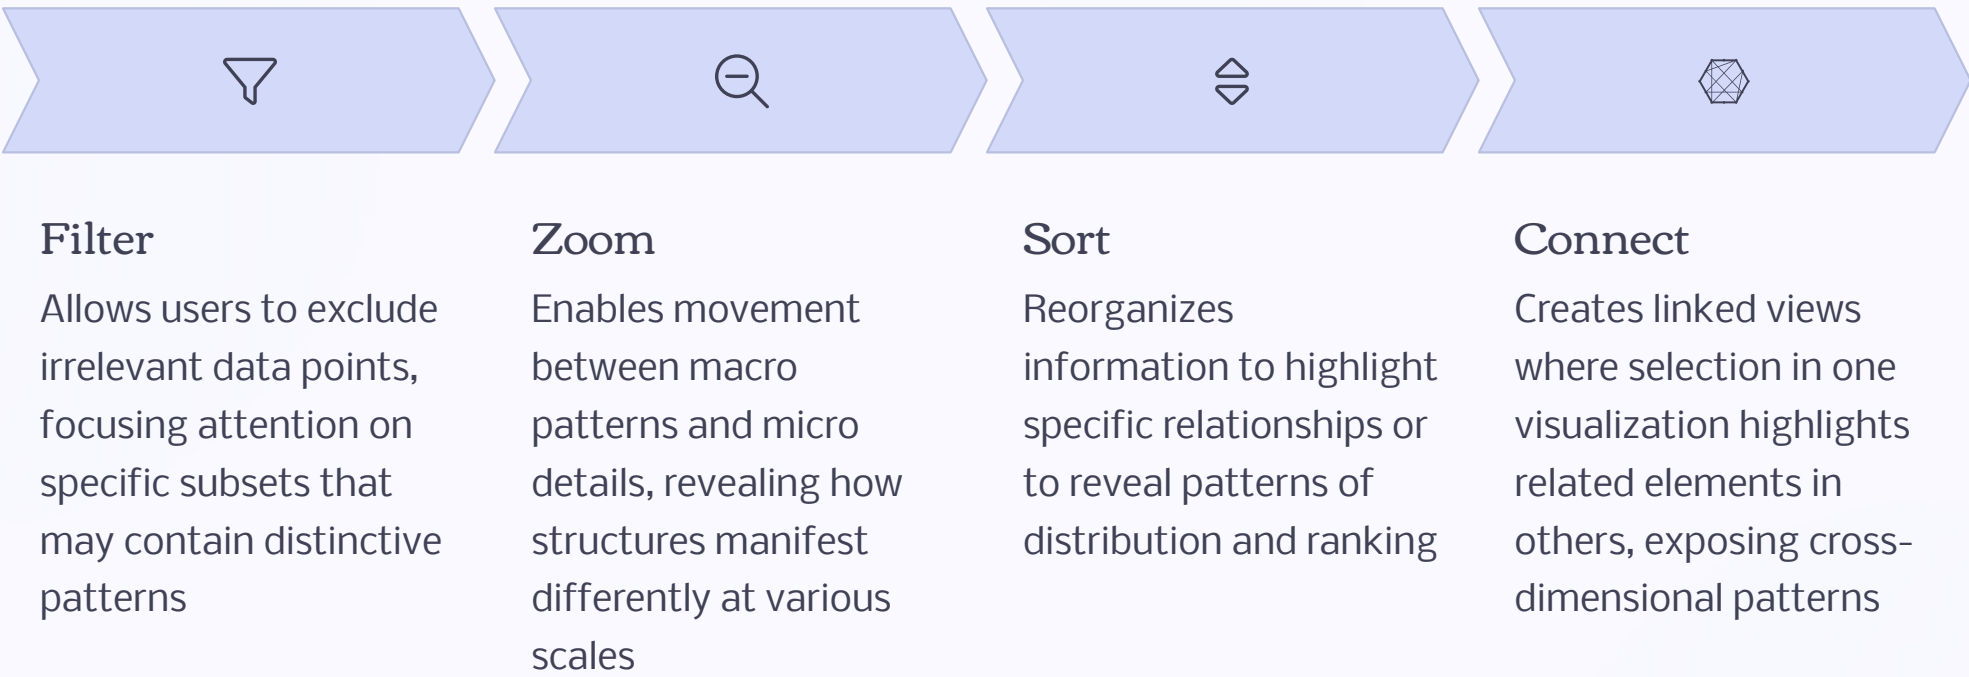 Filter
Allows users to exclude
irrelevant data points,
focusing attention on
specific subsets that
may contain distinctive
patterns
Zoom
Enables movement
between macro
patterns and micro
details, revealing how
structures manifest
differently at various
scales
Sort
Reorganizes
information to highlight
specific relationships or
to reveal patterns of
distribution and ranking
Connect
Creates linked views
where selection in one
visualization highlights
related elements in
others, exposing cross-
dimensional patterns